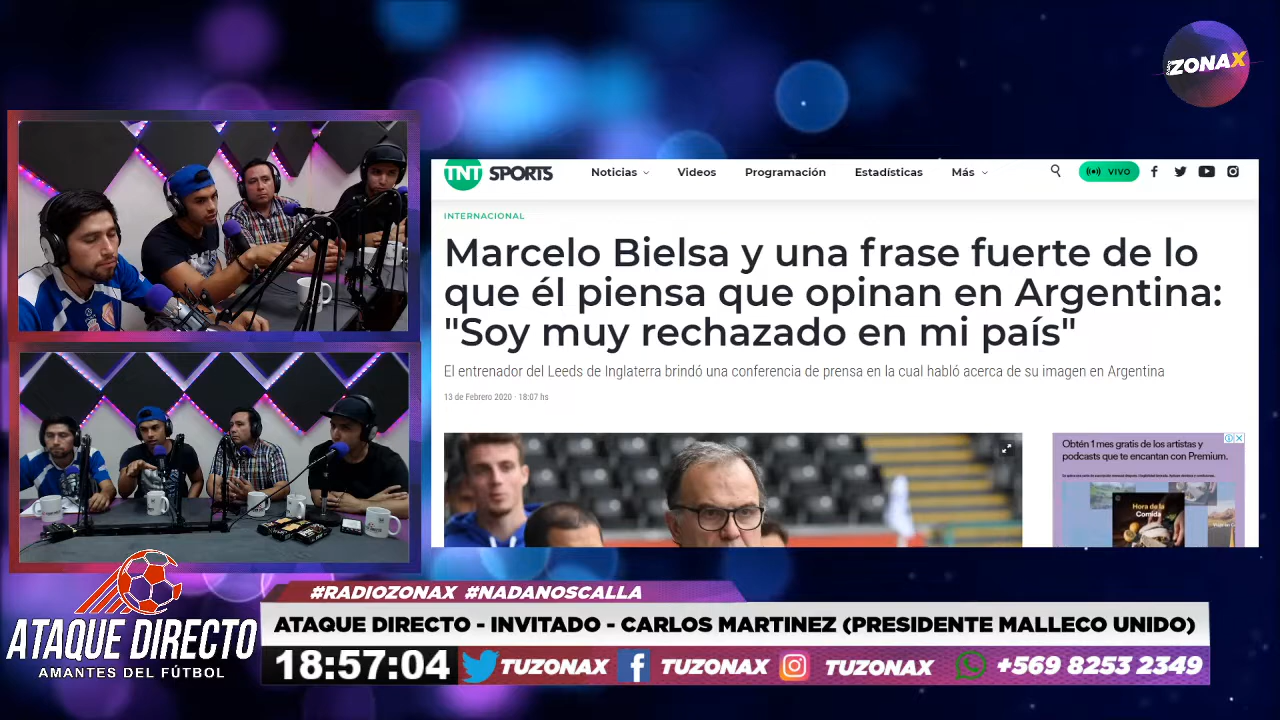 ZONAX
TNT SPORTS
Noticias
Videos
Programación
Estadísticas
Más
VIVO
INTERNACIONAL
Marcelo Bielsa y una frase fuerte de lo
que él piensa que opinan en Argentina:
"Soy muy rechazado en mi país"
El entrenador del Leeds de Inglaterra brindó una conferencia de prensa en la cual habló acerca de su imagen en Argentina
13 de Febrero 2020 - 18:07 hs
Obtén 1 mes gratis de los artistas y
podcasts que te encantan con Premium.
Hora de la
Comida
#RADIOZONAX #NADANOSCALLA
ATAQUE DIRECTO
AMANTES DEL FÚTBOL
ATAQUE DIRECTO - INVITADO - CARLOS MARTINEZ (PRESIDENTE MALLECO UNIDO)
18:57:04
TUZONAX
TUZONAX
TUZONAX
+569 8253 2349